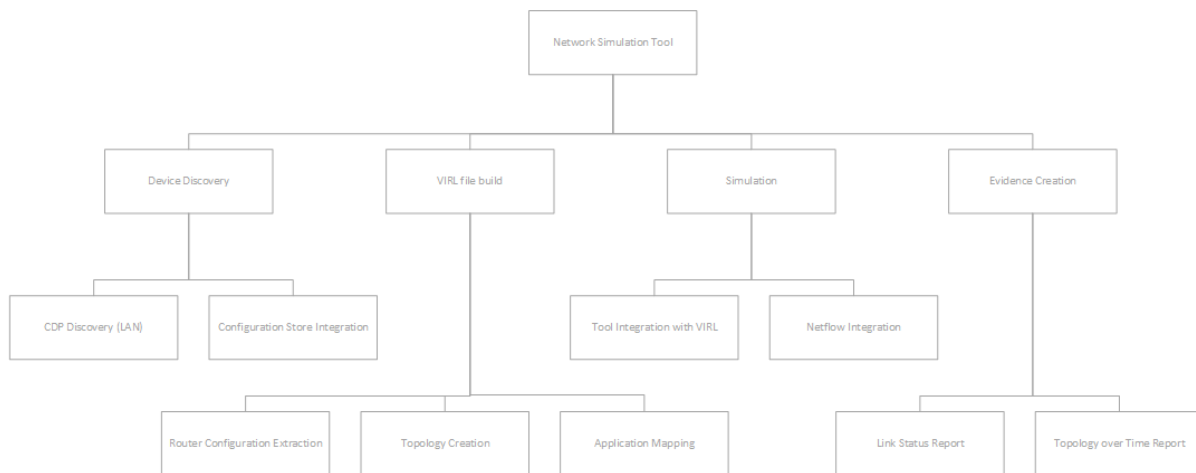 Network Simulation Tool
Device Discovery
VIRL file build
Simulation
Evidence Creation
CDP Discovery (LAN)
Configuration Store Integration
Tool Integration with VIRL
Netflow Integration
Router Configuration Extraction
Topology Creation
Application Mapping
Link Status Report
Topology over Time Report